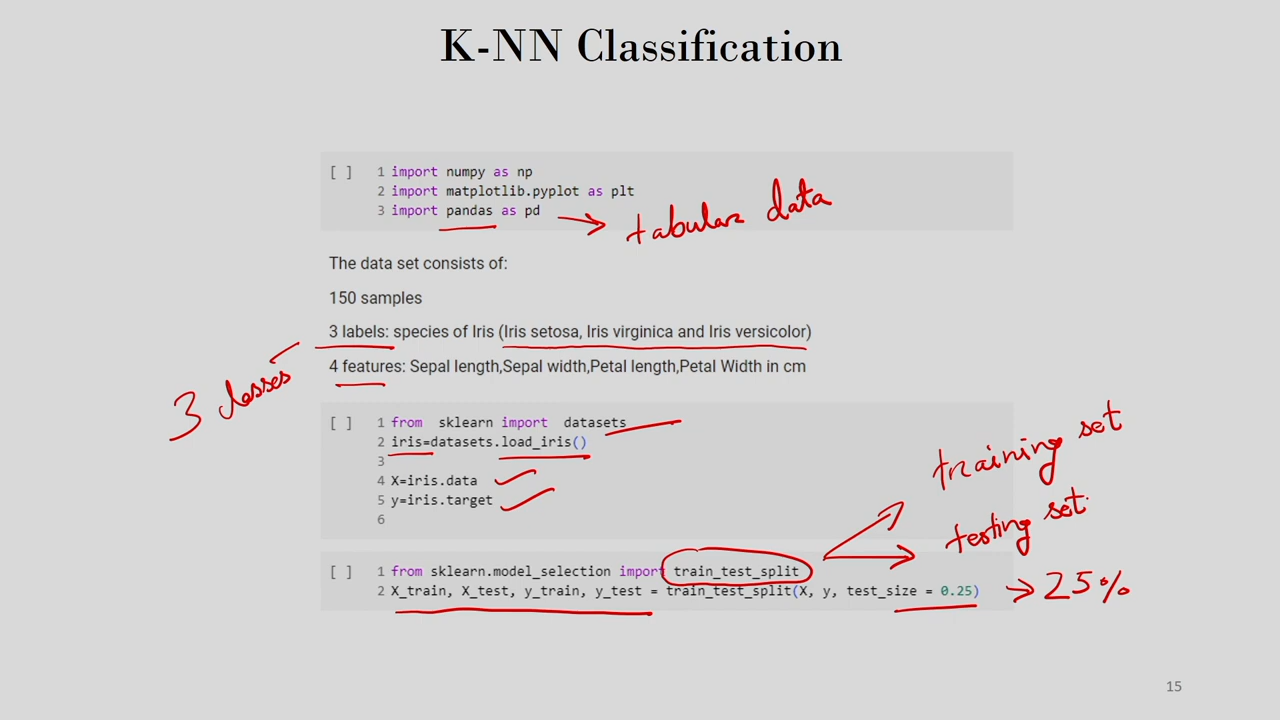 K-NN Classification
[ ] 1 import numpy as np
2 import matplotlib.pyplot as plt
3 import pandas as pd
tabular data
The data set consists of:
150 samples
3 labels: species of Iris (Iris setosa, Iris virginica and Iris versicolor)
3 classes
4 features: Sepal length,Sepal width,Petal length,Petal Width in cm
[ ] 1 from sklearn import datasets
2 iris=datasets.load_iris()
3
4 X=iris.data
5 y=iris.target
6
training set
testing set
[ ] 1 from sklearn.model_selection import train_test_split
2 X_train, X_test, y_train, y_test = train_test_split(X, y, test_size = 0.25)
25%
15